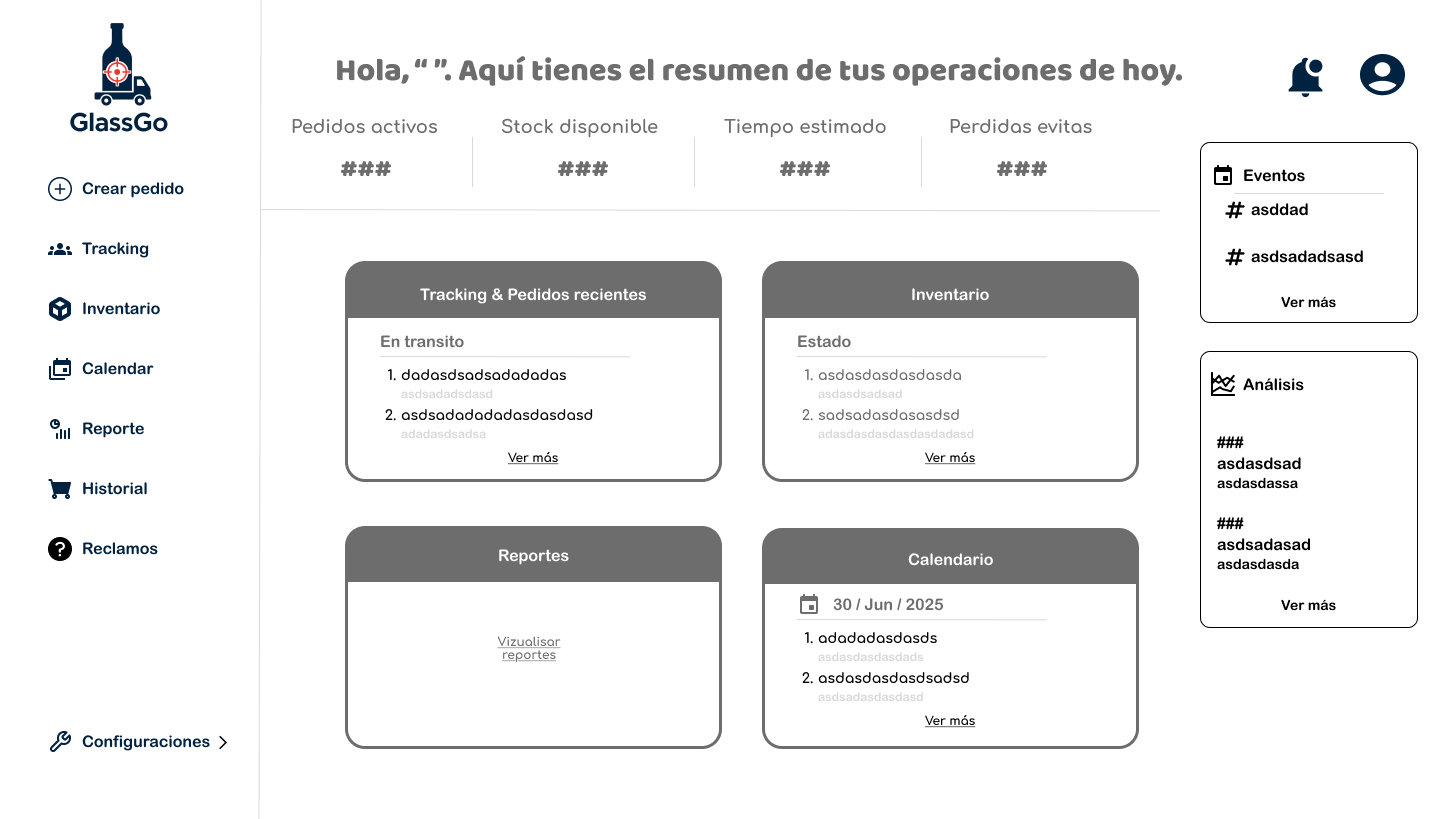 GlassGo
Crear pedido
Tracking
Inventario
Calendar
Reporte
Historial
Reclamos
Configuraciones
Hola, “ ”. Aquí tienes el resumen de tus operaciones de hoy.
Pedidos activos
###
Stock disponible
###
Tiempo estimado
###
Perdidas evitas
###
Tracking & Pedidos recientes
En transito
1. dadasdsadsadadadas
asdsadadsdasd
2. asdsadadadadasdasdasd
adadasdsadsa
Ver más
Inventario
Estado
1. asdasdasdasdasda
asdasdsadsad
2. sadsadasdasasdsd
adasdasdasdasdasdadasd
Ver más
Reportes
Vizualisar
reportes
Calendario
30 / Jun / 2025
1. adadadasdasds
asdasdasdasdads
2. asdasdasdasdsadsd
asdsadasdasdasd
Ver más
Eventos
# asddad
# asdsadadsasd
Ver más
Análisis
###
asdasdsad
asdasdassa
###
asdsadasad
asdasdasda
Ver más